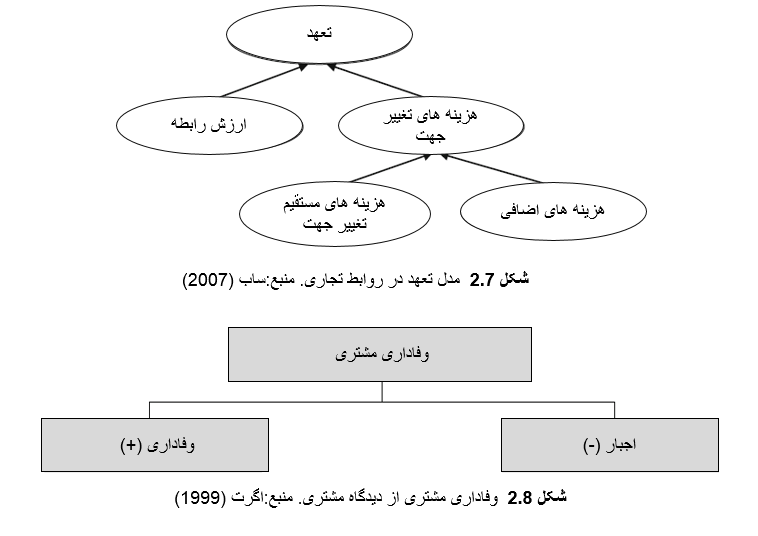 تعهد
ارزش رابطه
هزینه های تغییر
جهت
هزینه های مستقیم
تغییر جهت
هزینه های اضافی
شکل 2.7 مدل تعهد در روابط تجاری. منبع:ساب (2007)
وفاداری مشتری
وفاداری (+)
اجبار (-)
شکل 2.8 وفاداری مشتری از دیدگاه مشتری. منبع:اگرت (1999)